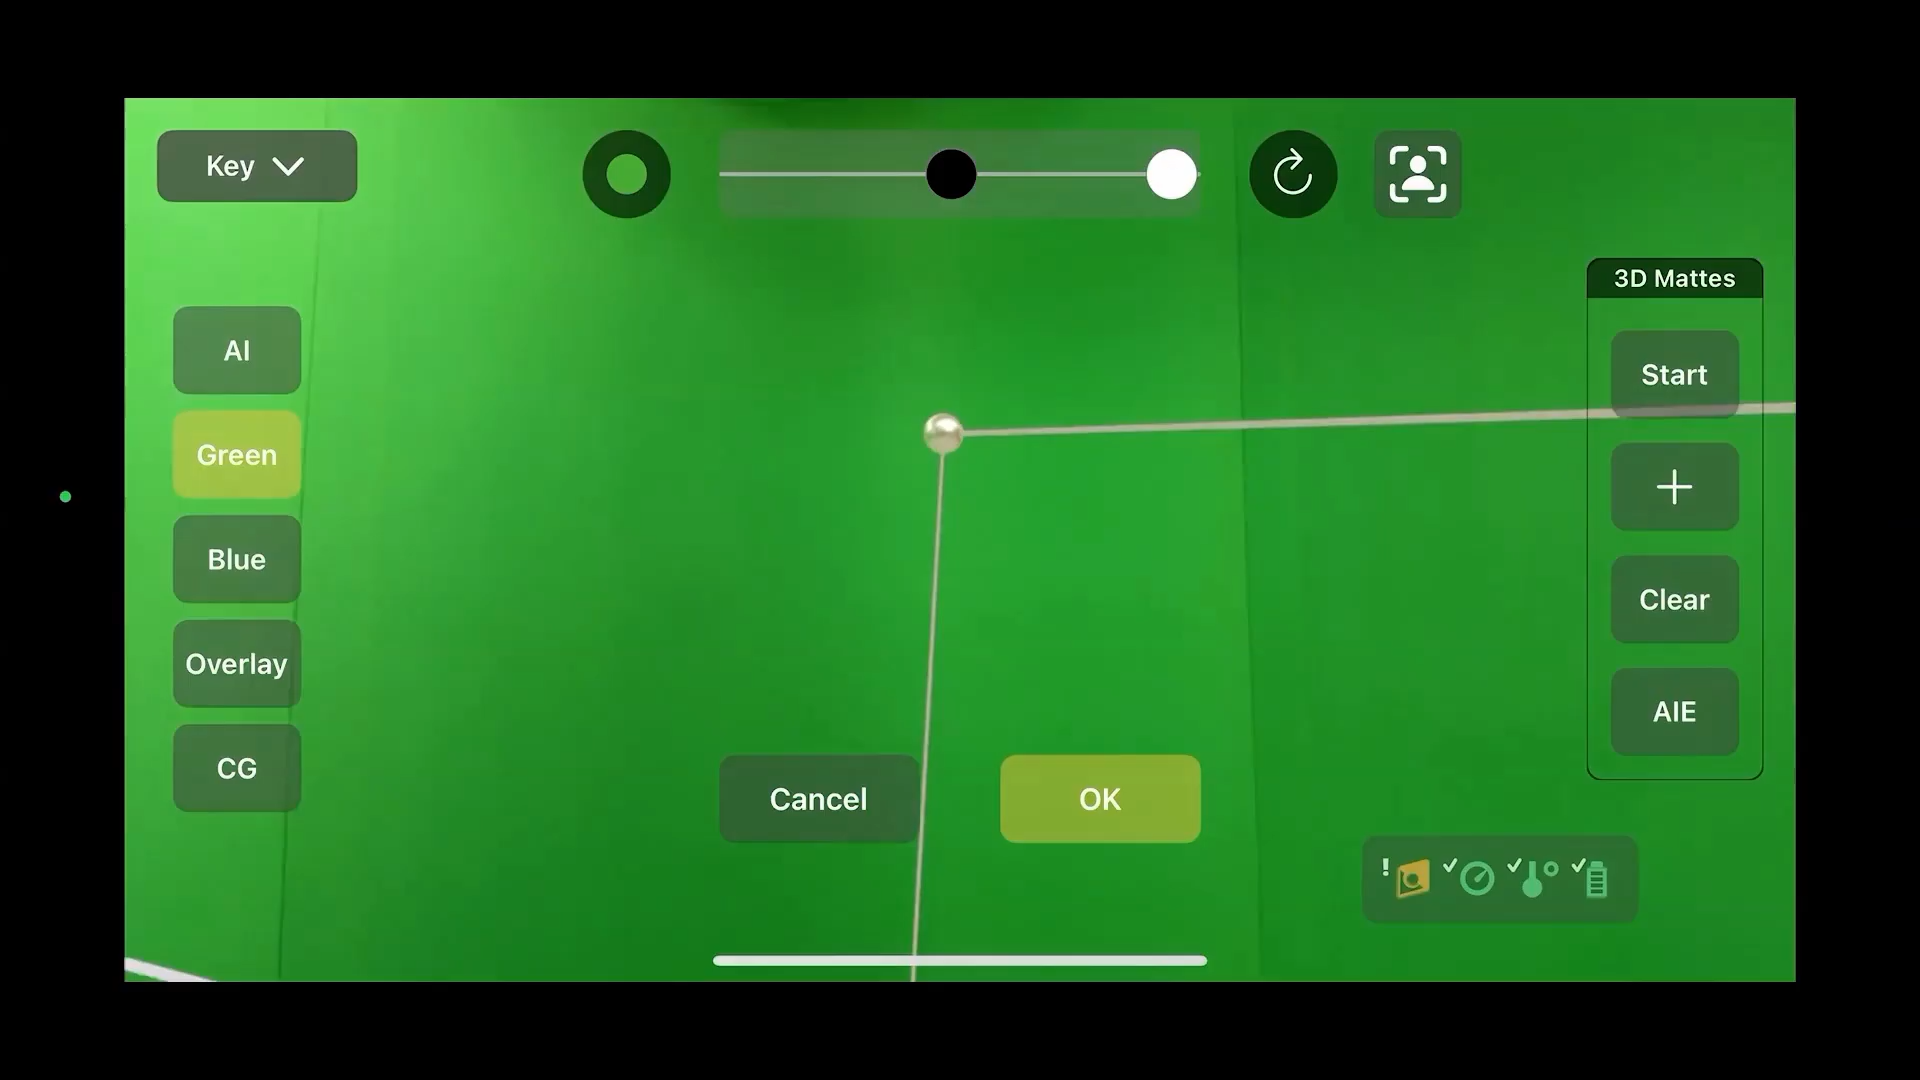 Key
3D Mattes
AI
Start
Green
Blue
Clear
Overlay
AIE
CG
Cancel
OK